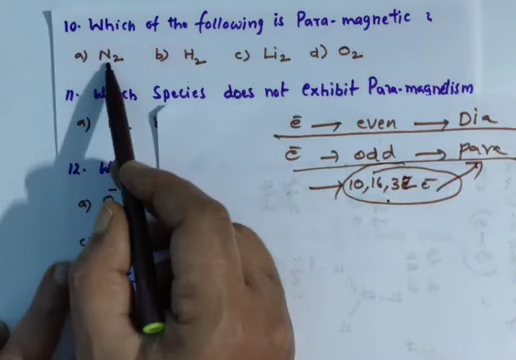 10. Which of the following is Para-magnetic ?
a) N₂ b) H₂ c) Li₂ d) O₂
11. Which Species does not exhibit Para-magnetism
a)
ē → even → Dia
ē → odd → para
→ 10, 16, 32 ē
12. W
a) O
c